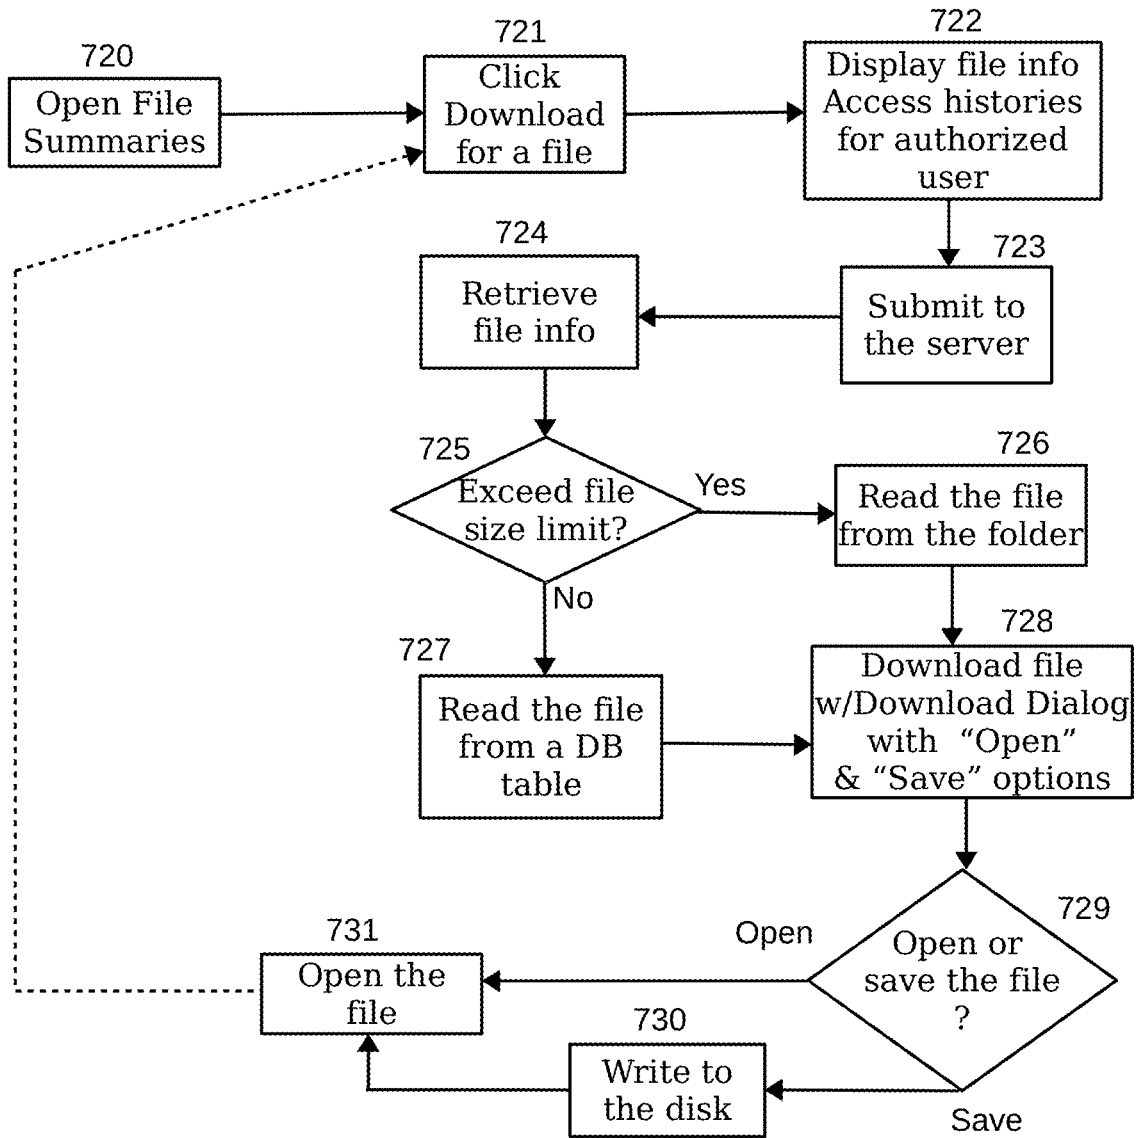 720
Open File
Summaries
721
Click
Download
for a file
722
Display file info
Access histories
for authorized
user
723
Submit to
the server
724
Retrieve
file info
725
Exceed file
size limit?
Yes
No
726
Read the file
from the folder
727
Read the file
from a DB
table
728
Download file
w/Download Dialog
with “Open”
& “Save” options
729
Open or
save the file
?
Open
Save
730
Write to
the disk
731
Open the
file